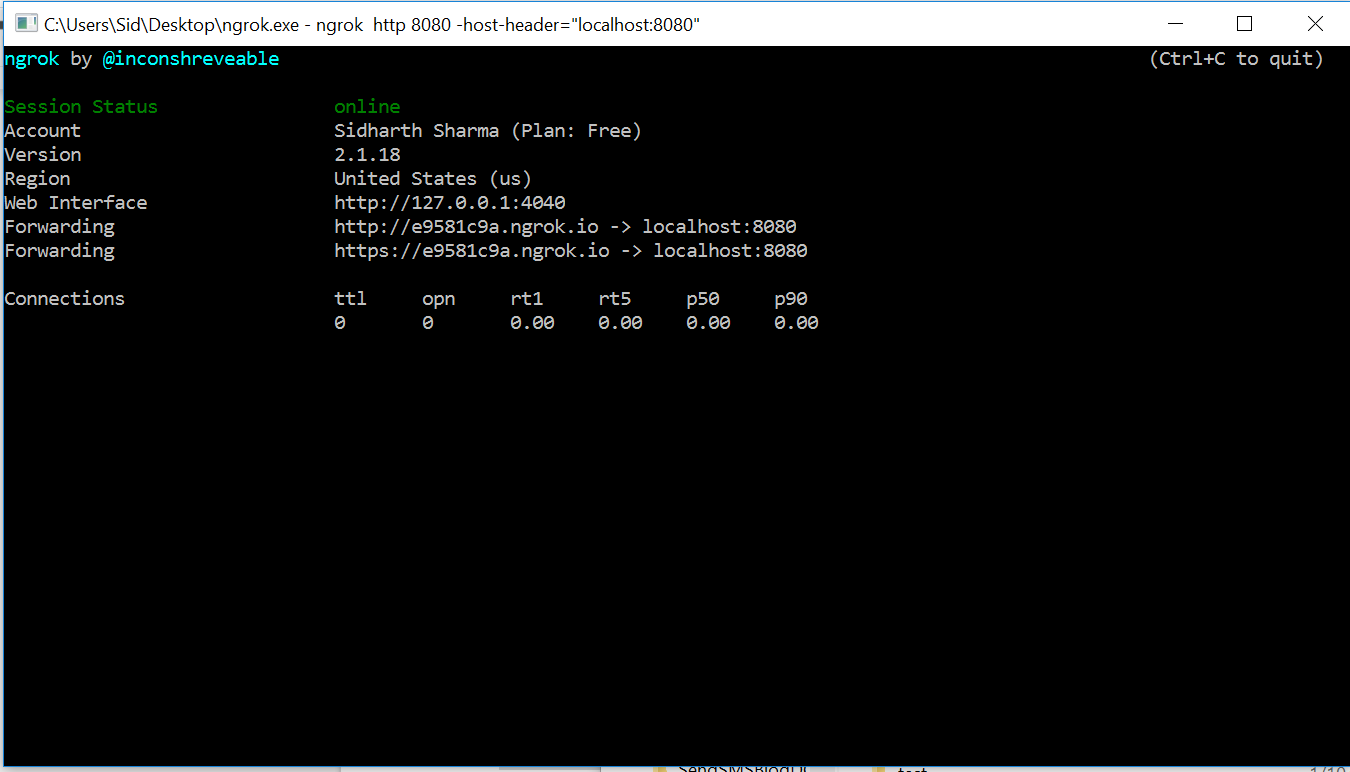 C:\Users\Sid\Desktop\ngrok.exe - ngrok  http 8080 -host-header="localhost:8080"
ngrok by @inconshreveable (Ctrl+C to quit)
Session Status online
Account Sidharth Sharma (Plan: Free)
Version 2.1.18
Region United States (us)
Web Interface http://127.0.0.1:4040
Forwarding http://e9581c9a.ngrok.io -> localhost:8080
Forwarding https://e9581c9a.ngrok.io -> localhost:8080
Connections ttl opn rt1 rt5 p50 p90
0 0 0.00 0.00 0.00 0.00
test